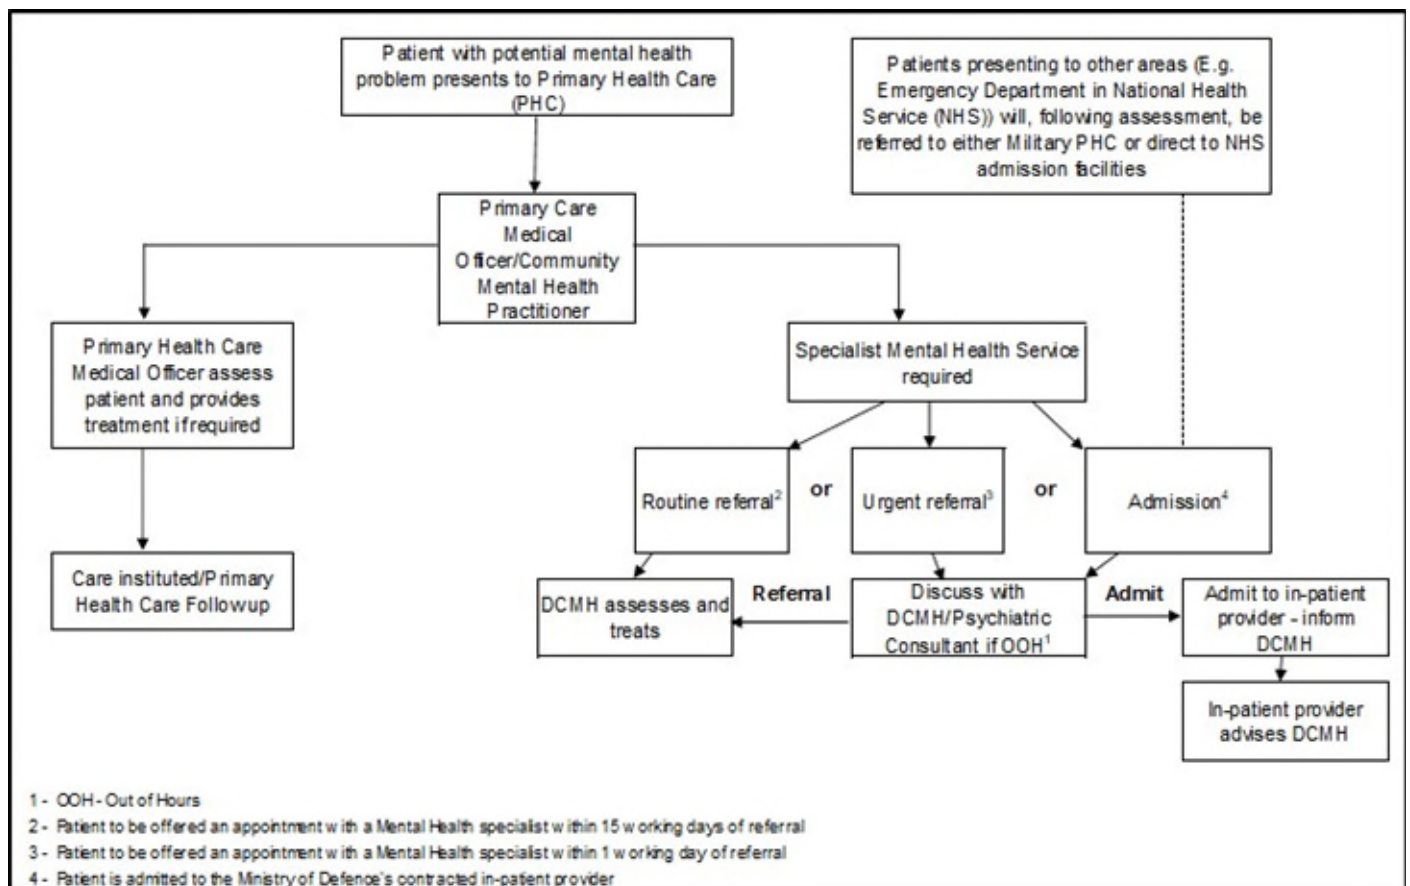 Patient with potential mental health
problem presents to Primary Health Care
(PHC)
Patients presenting to other areas (E.g.
Emergency Department in National Health
Service (NHS)) will, following assessment, be
referred to either Military PHC or direct to NHS
admission facilities
Primary Care
Medical
Officer/Community
Mental Health
Practitioner
Primary Health Care
Medical Officer assess
patient and provides
treatment if required
Specialist Mental Health Service
required
Routine referral²
or
Urgent referral³
or
Admission⁴
Care instituted/Primary
Health Care Followup
DCMH assesses and
treats
Referral
Discuss with
DCMH/Psychiatric
Consultant if OOH¹
Admit
Admit to in-patient
provider - inform
DCMH
In-patient provider
advises DCMH
1 - OOH - Out of Hours
2 - Patient to be offered an appointment with a Mental Health specialist within 15 working days of referral
3 - Patient to be offered an appointment with a Mental Health specialist within 1 working day of referral
4 - Patient is admitted to the Ministry of Defence's contracted in-patient provider